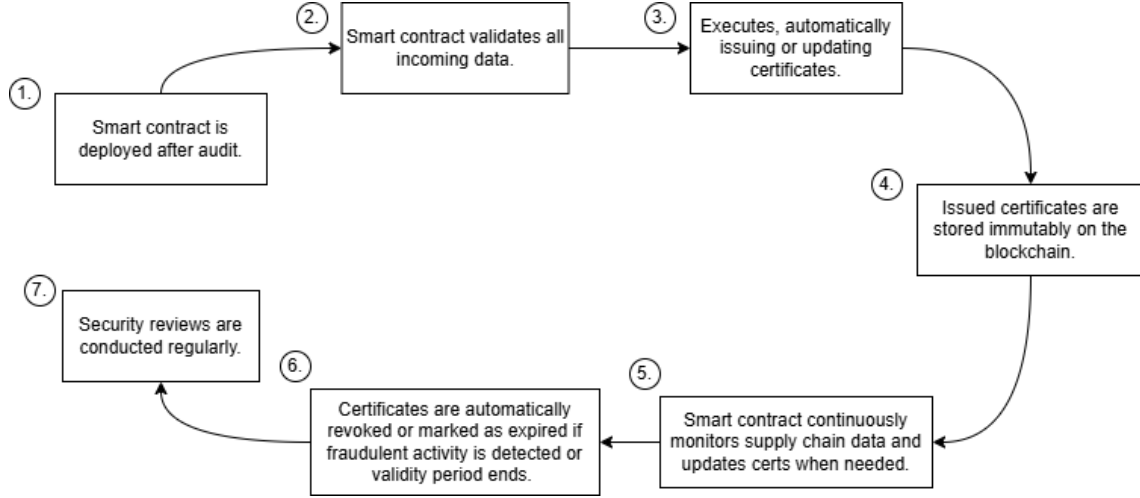 1.
Smart contract is
deployed after audit.
2.
Smart contract validates all
incoming data.
3.
Executes, automatically
issuing or updating
certificates.
4.
Issued certificates are
stored immutably on the
blockchain.
5.
Smart contract continuously
monitors supply chain data and
updates certs when needed.
6.
Certificates are automatically
revoked or marked as expired if
fraudulent activity is detected or
validity period ends.
7.
Security reviews are
conducted regularly.